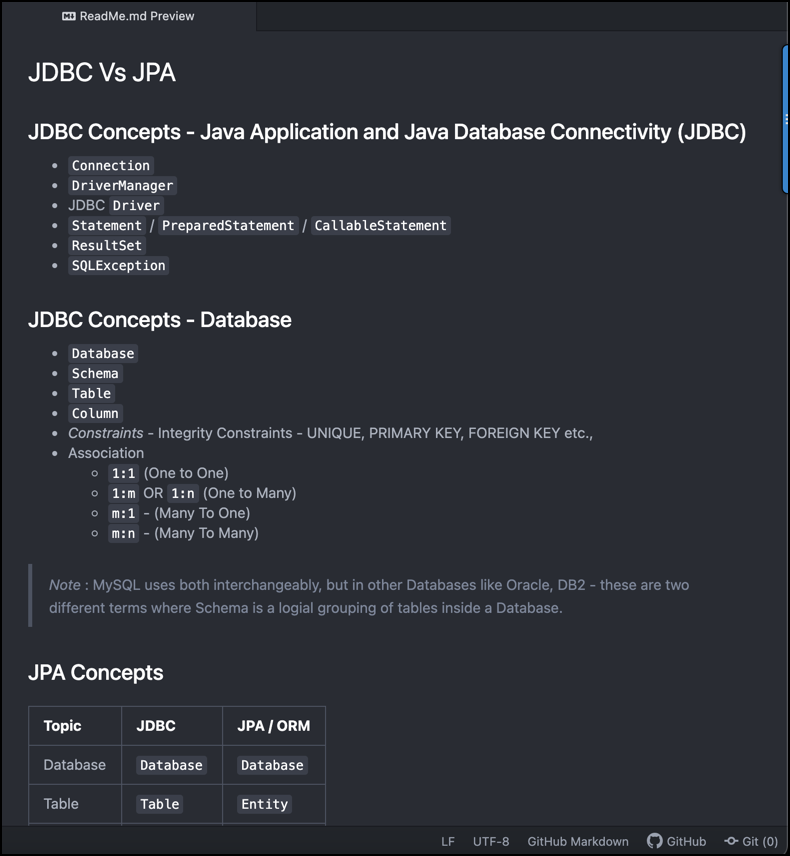 ReadMe.md Preview
JDBC Vs JPA
JDBC Concepts - Java Application and Java Database Connectivity (JDBC)
Connection
DriverManager
JDBC Driver
Statement / PreparedStatement / CallableStatement
ResultSet
SQLException
JDBC Concepts - Database
Database
Schema
Table
Column
Constraints - Integrity Constraints - UNIQUE, PRIMARY KEY, FOREIGN KEY etc.,
Association
1:1 (One to One)
1:m OR 1:n (One to Many)
m:1 - (Many To One)
m:n - (Many To Many)
Note : MySQL uses both interchangeably, but in other Databases like Oracle, DB2 - these are two
different terms where Schema is a logial grouping of tables inside a Database.
JPA Concepts
Topic JDBC JPA / ORM
Database Database Database
Table Table Entity
LF UTF-8 GitHub Markdown GitHub Git (0)